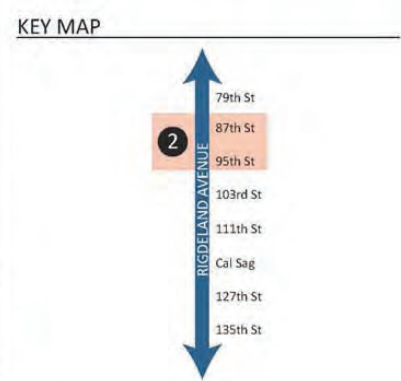 KEY MAP
79th St
87th St
2
95th St
103rd St
111th St
Cal Sag
127th St
135th St
RIGDELAND AVENUE